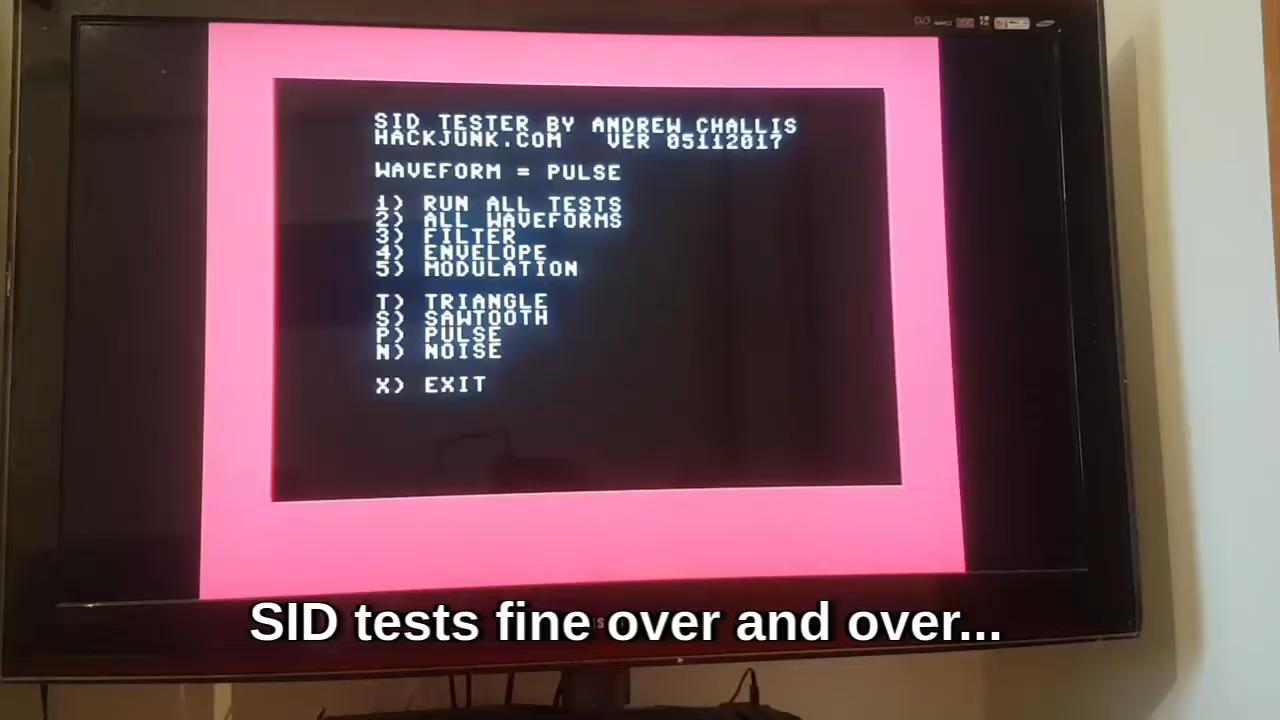 SID TESTER BY ANDREW CHALLIS
HACKJUNK.COM VER 05112017
WAVEFORM = PULSE
1) RUN ALL TESTS
2) ALL WAVEFORMS
3) FILTER
4) ENVELOPE
5) MODULATION
T) TRIANGLE
S) SAWTOOTH
P) PULSE
N) NOISE
X) EXIT
SID tests fine over and over...